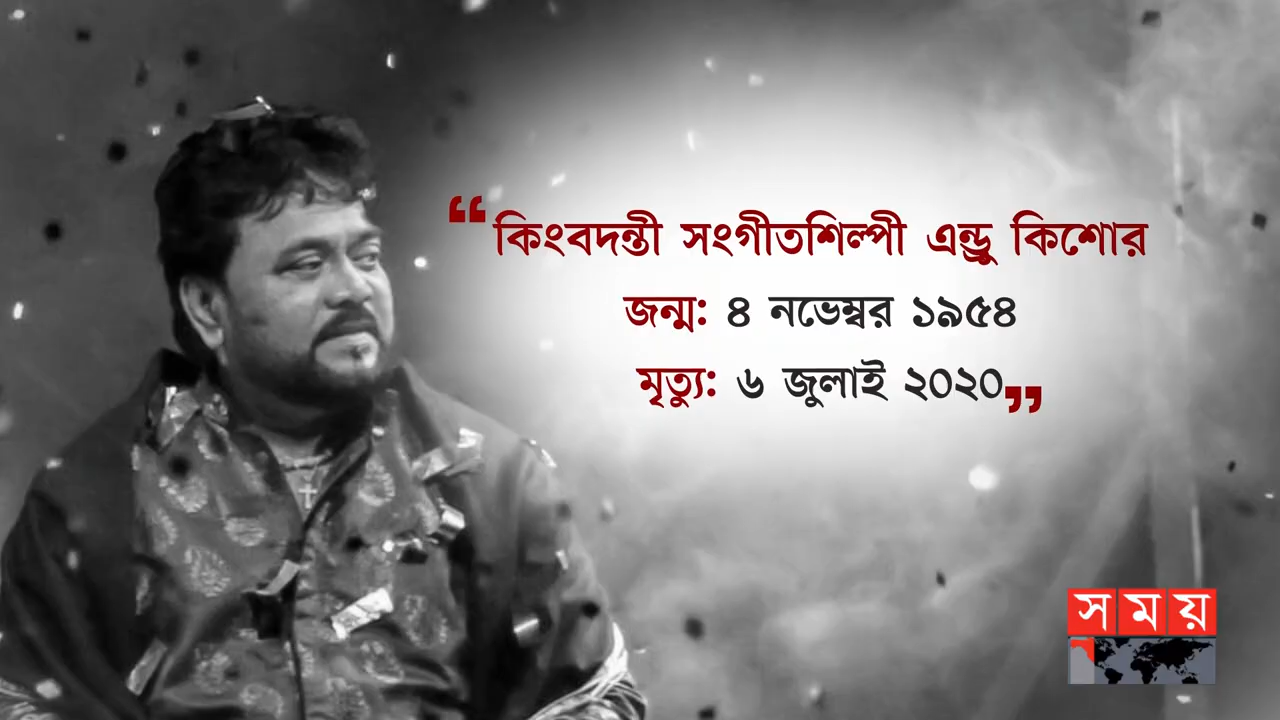 “কিংবদন্তী সংগীতশিল্পী এন্ড্রু কিশোর
জন্ম: ৪ নভেম্বর ১৯৫৪
মৃত্যু: ৬ জুলাই ২০২০”
সময়